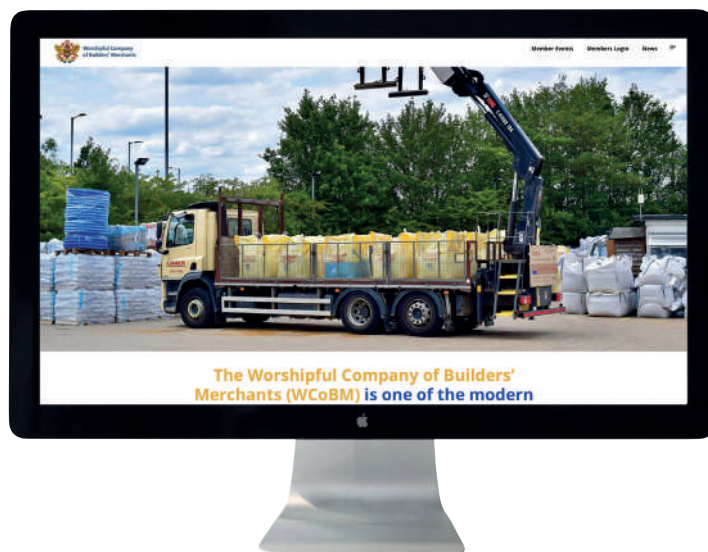 Worshipful Company
of Builders' Merchants
Member Events Members Login News
The Worshipful Company of Builders’
Merchants (WCoBM) is one of the modern